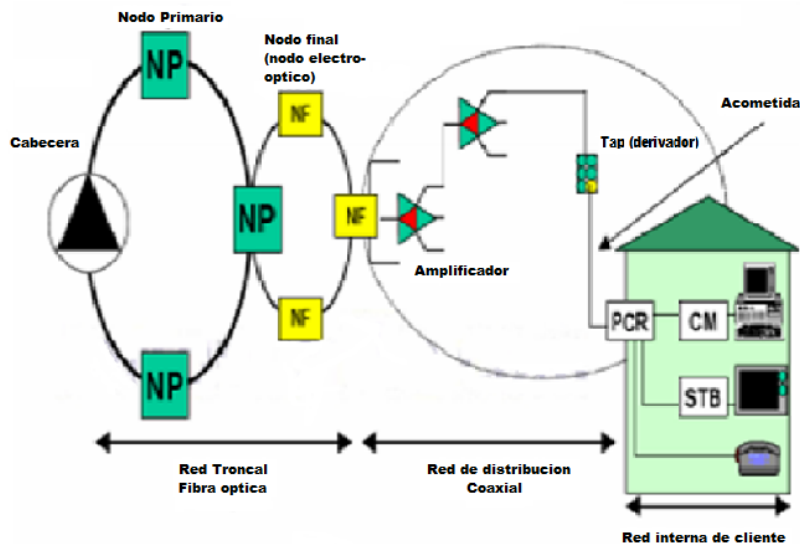 Nodo Primario
NP
Nodo final
(nodo electro-
optico)
NF
Cabecera
Acometida
Tap (derivador)
NP
NF
Amplificador
NF
PCR
CM
STB
NP
Red Troncal
Fibra optica
Red de distribucion
Coaxial
Red interna de cliente